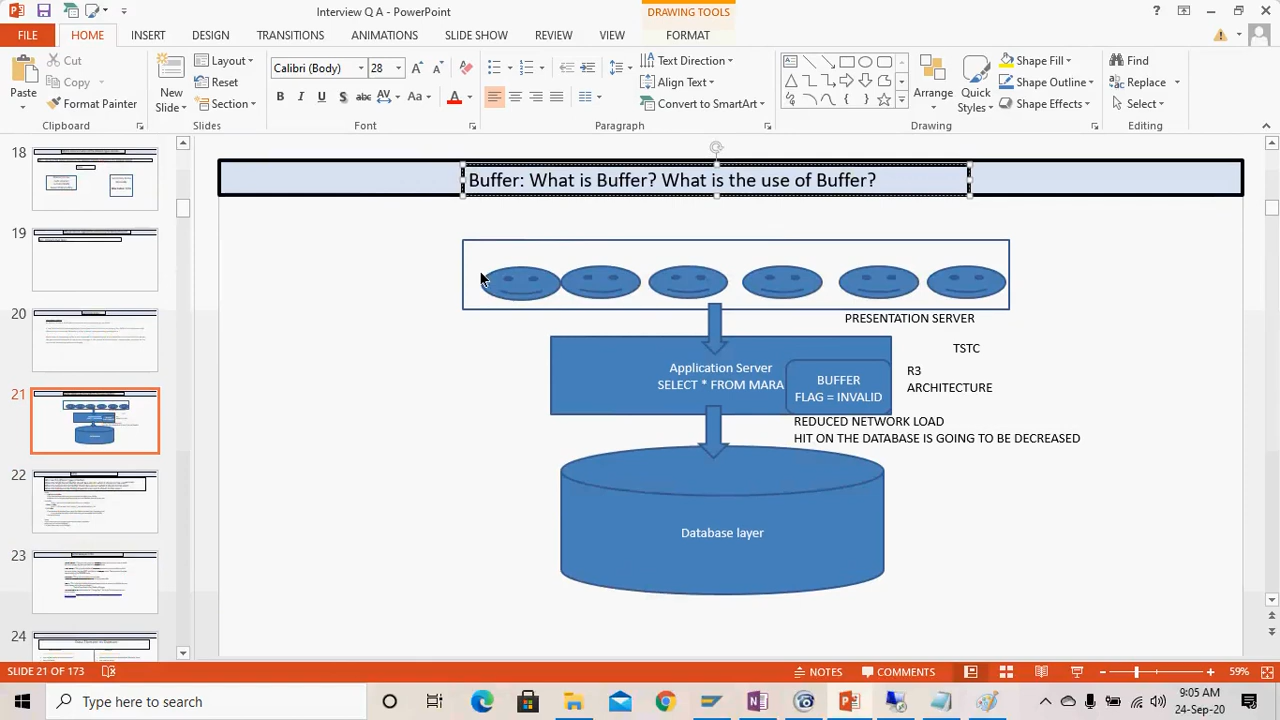 Interview Q A - PowerPoint
DRAWING TOOLS
FILE HOME INSERT DESIGN TRANSITIONS ANIMATIONS SLIDE SHOW REVIEW VIEW FORMAT
Paste
Cut
Copy
Format Painter
Clipboard
New
Slide
Layout
Reset
Section
Slides
Calibri (Body) 28
B I U S abc AV Aa A
Font
Text Direction
Align Text
Convert to SmartArt
Paragraph
Arrange
Quick
Styles
Shape Fill
Shape Outline
Shape Effects
Drawing
Find
Replace
Select
Editing
18
19
20
21
22
23
24
Buffer: What is Buffer? What is the use of Buffer?
PRESENTATION SERVER
TSTC
Application Server
SELECT * FROM MARA
BUFFER
FLAG = INVALID
R3
ARCHITECTURE
REDUCED NETWORK LOAD
HIT ON THE DATABASE IS GOING TO BE DECREASED
Database layer
SLIDE 21 OF 173
NOTES
COMMENTS
59%
Type here to search
9:05 AM
24-Sep-20